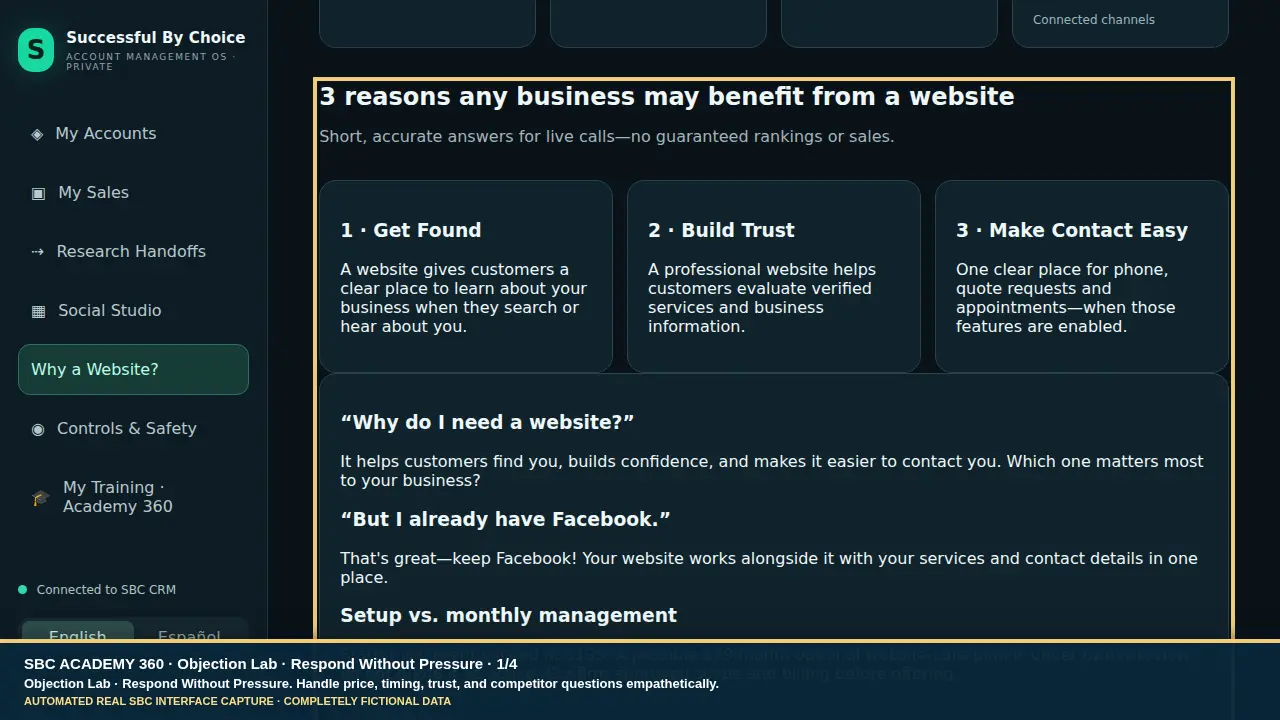 S
Successful By Choice
ACCOUNT MANAGEMENT OS ·
PRIVATE
◈ My Accounts
▣ My Sales
⇢ Research Handoffs
▦ Social Studio
Why a Website?
◉ Controls & Safety
🎓 My Training ·
Academy 360
Connected to SBC CRM
English Español
Connected channels
3 reasons any business may benefit from a website
Short, accurate answers for live calls—no guaranteed rankings or sales.
1 · Get Found
A website gives customers a
clear place to learn about your
business when they search or
hear about you.
2 · Build Trust
A professional website helps
customers evaluate verified
services and business
information.
3 · Make Contact Easy
One clear place for phone,
quote requests and
appointments—when those
features are enabled.
“Why do I need a website?”
It helps customers find you, builds confidence, and makes it easier to contact you. Which one matters most
to your business?
“But I already have Facebook.”
That's great—keep Facebook! Your website works alongside it with your services and contact details in one
place.
Setup vs. monthly management
SBC ACADEMY 360 · Objection Lab · Respond Without Pressure · 1/4
Objection Lab · Respond Without Pressure. Handle price, timing, trust, and competitor questions empathetically.
AUTOMATED REAL SBC INTERFACE CAPTURE · COMPLETELY FICTIONAL DATA